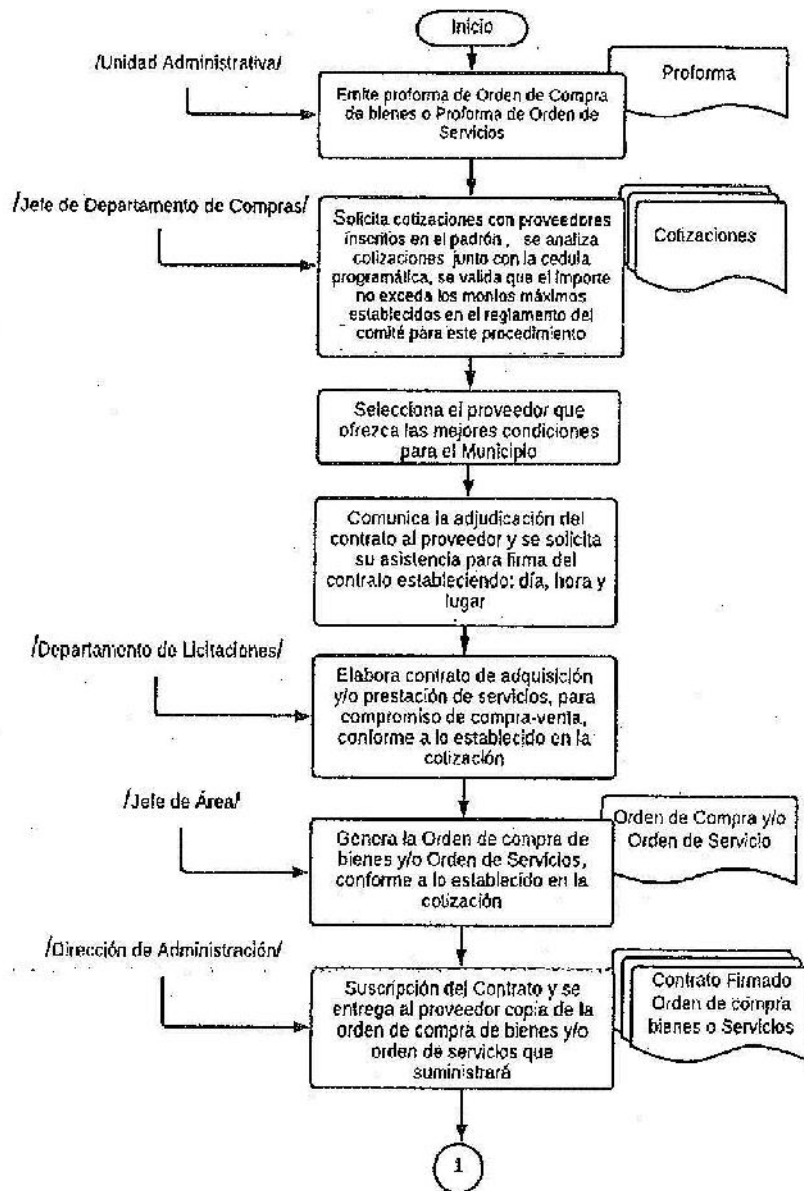 Inicio
/Unidad Administrativa/
Emite proforma de Orden de Compra
de bienes o Proforma de Orden de
Servicios
Proforma
/Jefe de Departamento de Compras/
Solicita cotizaciones con proveedores
inscritos en el padrón , se analiza
cotizaciones junto con la cedula
programática, se valida que el importe
no exceda los montos máximos
establecidos en el reglamento del
comité para este procedimiento
Cotizaciones
Selecciona el proveedor que
ofrezca las mejores condiciones
para el Municipio
Comunica la adjudicación del
contrato al proveedor y se solicita
su asistencia para firma del
contrato estableciendo: día, hora y
lugar
/Departamento de Licitaciones/
Elabora contrato de adquisición
y/o prestación de servicios, para
compromiso de compra-venta,
conforme a lo establecido en la
cotización
/Jefe de Área/
Genera la Orden de compra de
bienes y/o Orden de Servicios,
conforme a lo establecido en la
cotización
Orden de Compra y/o
Orden de Servicio
/Dirección de Administración/
Suscripción del Contrato y se
entrega al proveedor copia de la
orden de compra de bienes y/o
orden de servicios que
suministrará
Contrato Firmado
Orden de compra
bienes o Servicios
1